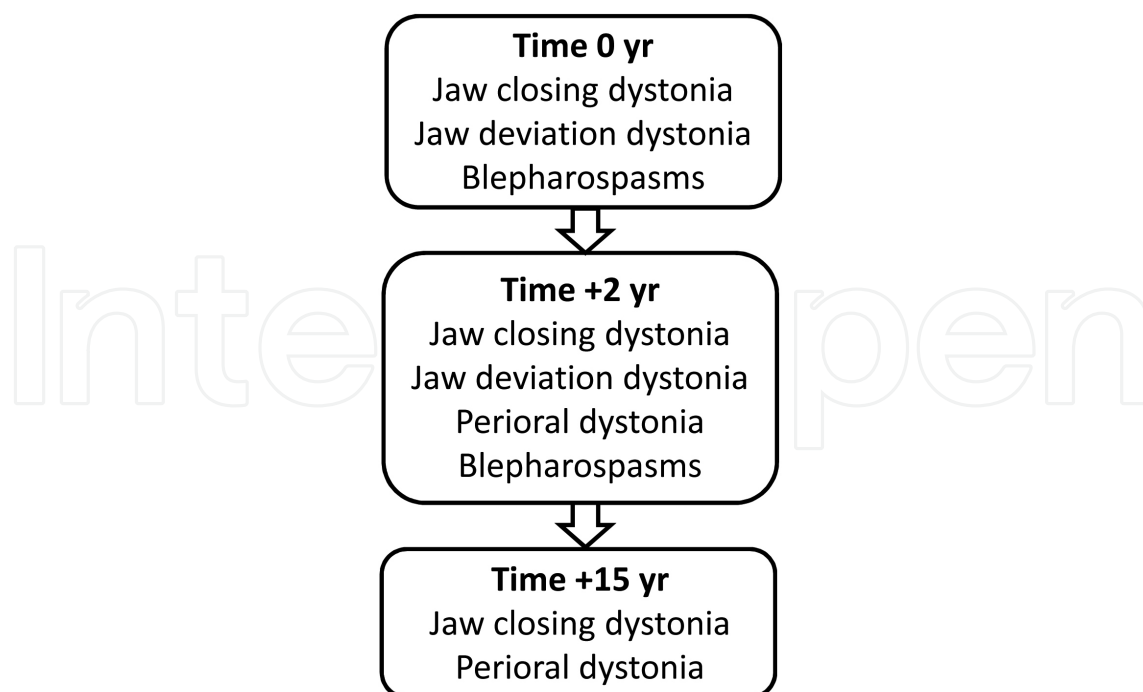 Time 0 yr
Jaw closing dystonia
Jaw deviation dystonia
Blepharospasms
Time +2 yr
Jaw closing dystonia
Jaw deviation dystonia
Perioral dystonia
Blepharospasms
Time +15 yr
Jaw closing dystonia
Perioral dystonia